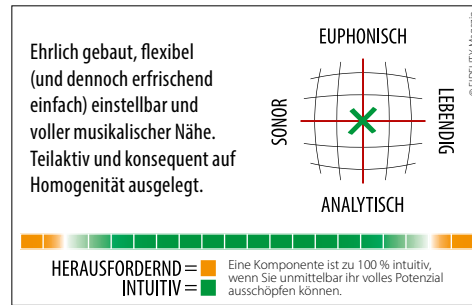 Ehrlich gebaut, flexibel
(und dennoch erfrischend
einfach) einstellbar und
voller musikalischer Nähe.
Teilaktiv und konsequent auf
Homogenität ausgelegt.
EUPHONISCH
SONOR
LEBENDIG
ANALYTISCH
© FIDELITY Magazin
HERAUSFORDERND =
INTUITIV =
Eine Komponente ist zu 100 % intuitiv,
wenn Sie unmittelbar ihr volles Potenzial
ausschöpfen können.